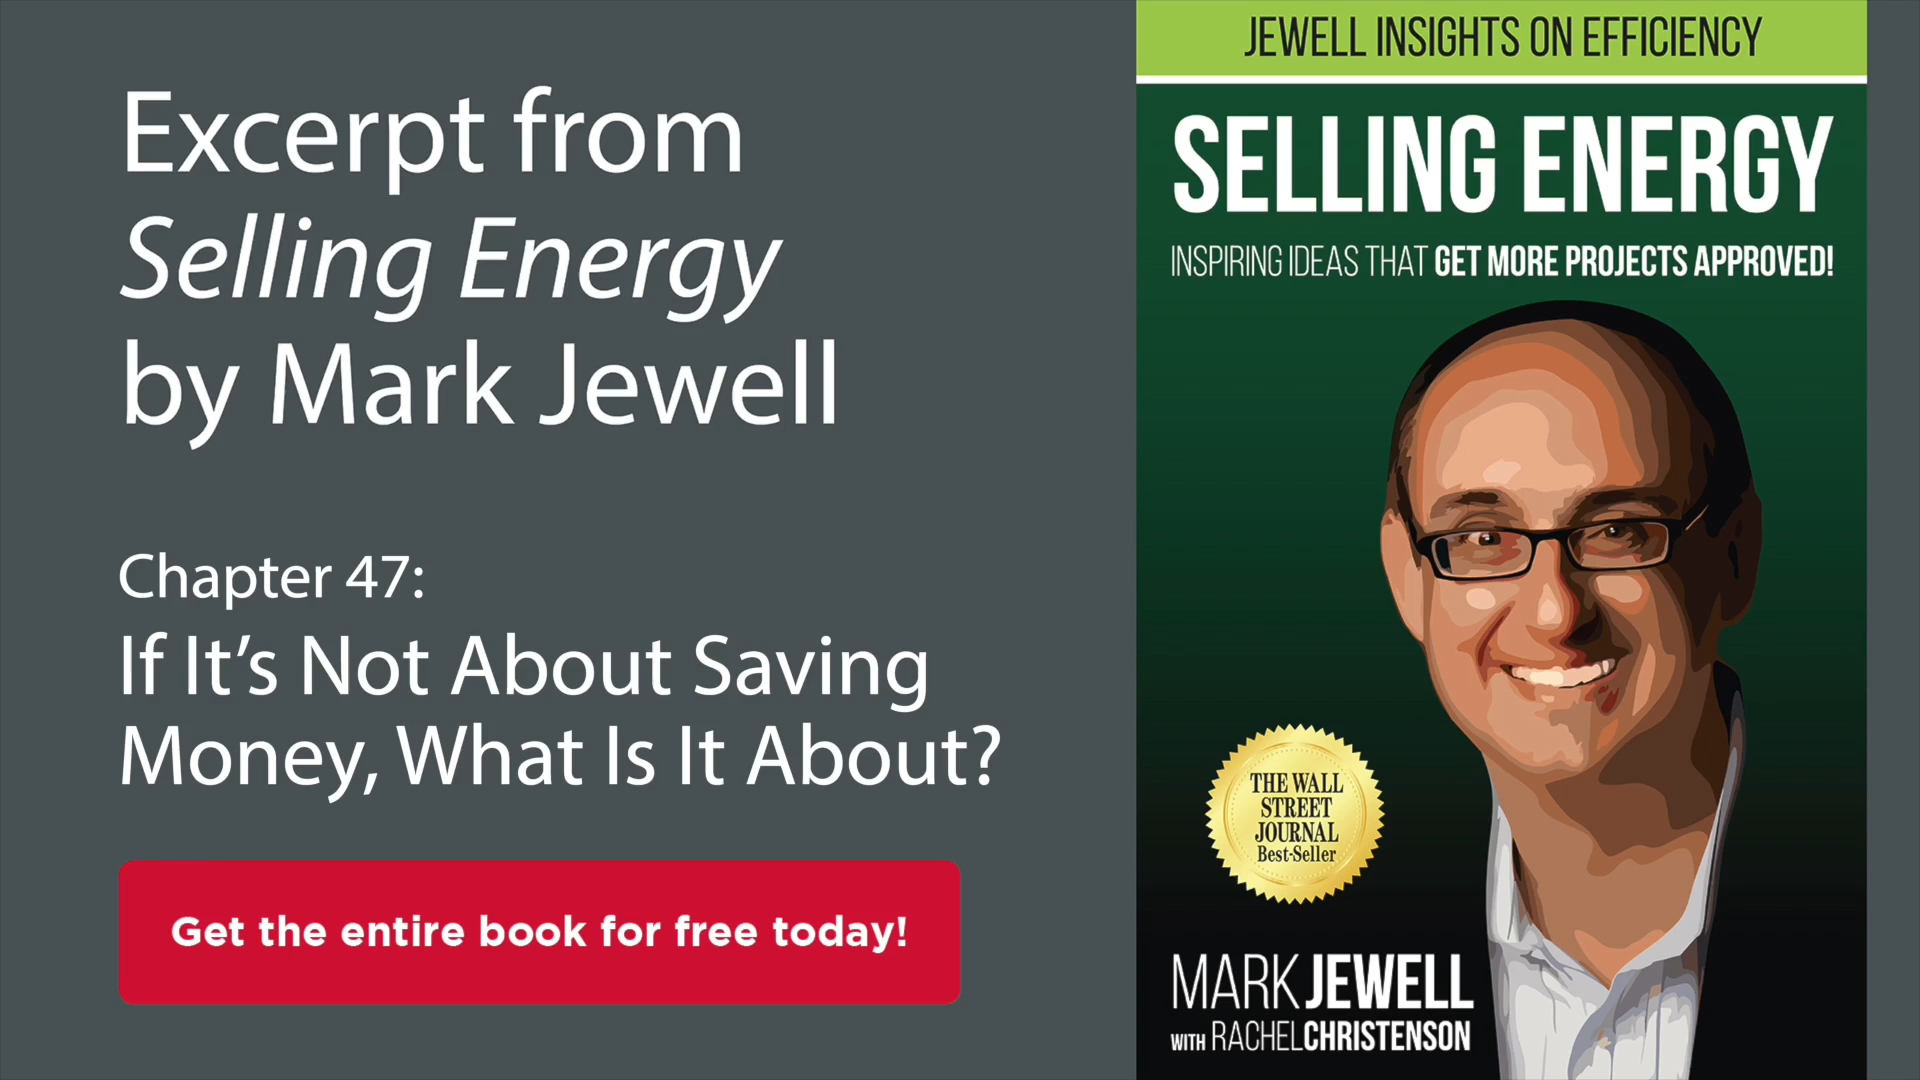 Excerpt from
Selling Energy
by Mark Jewell
Chapter 47:
If It’s Not About Saving
Money, What Is It About?
Get the entire book for free today!
JEWELL INSIGHTS ON EFFICIENCY
SELLING ENERGY
INSPIRING IDEAS THAT GET MORE PROJECTS APPROVED!
THE WALL
STREET
JOURNAL
Best-Seller
MARK JEWELL
WITH RACHEL CHRISTENSON